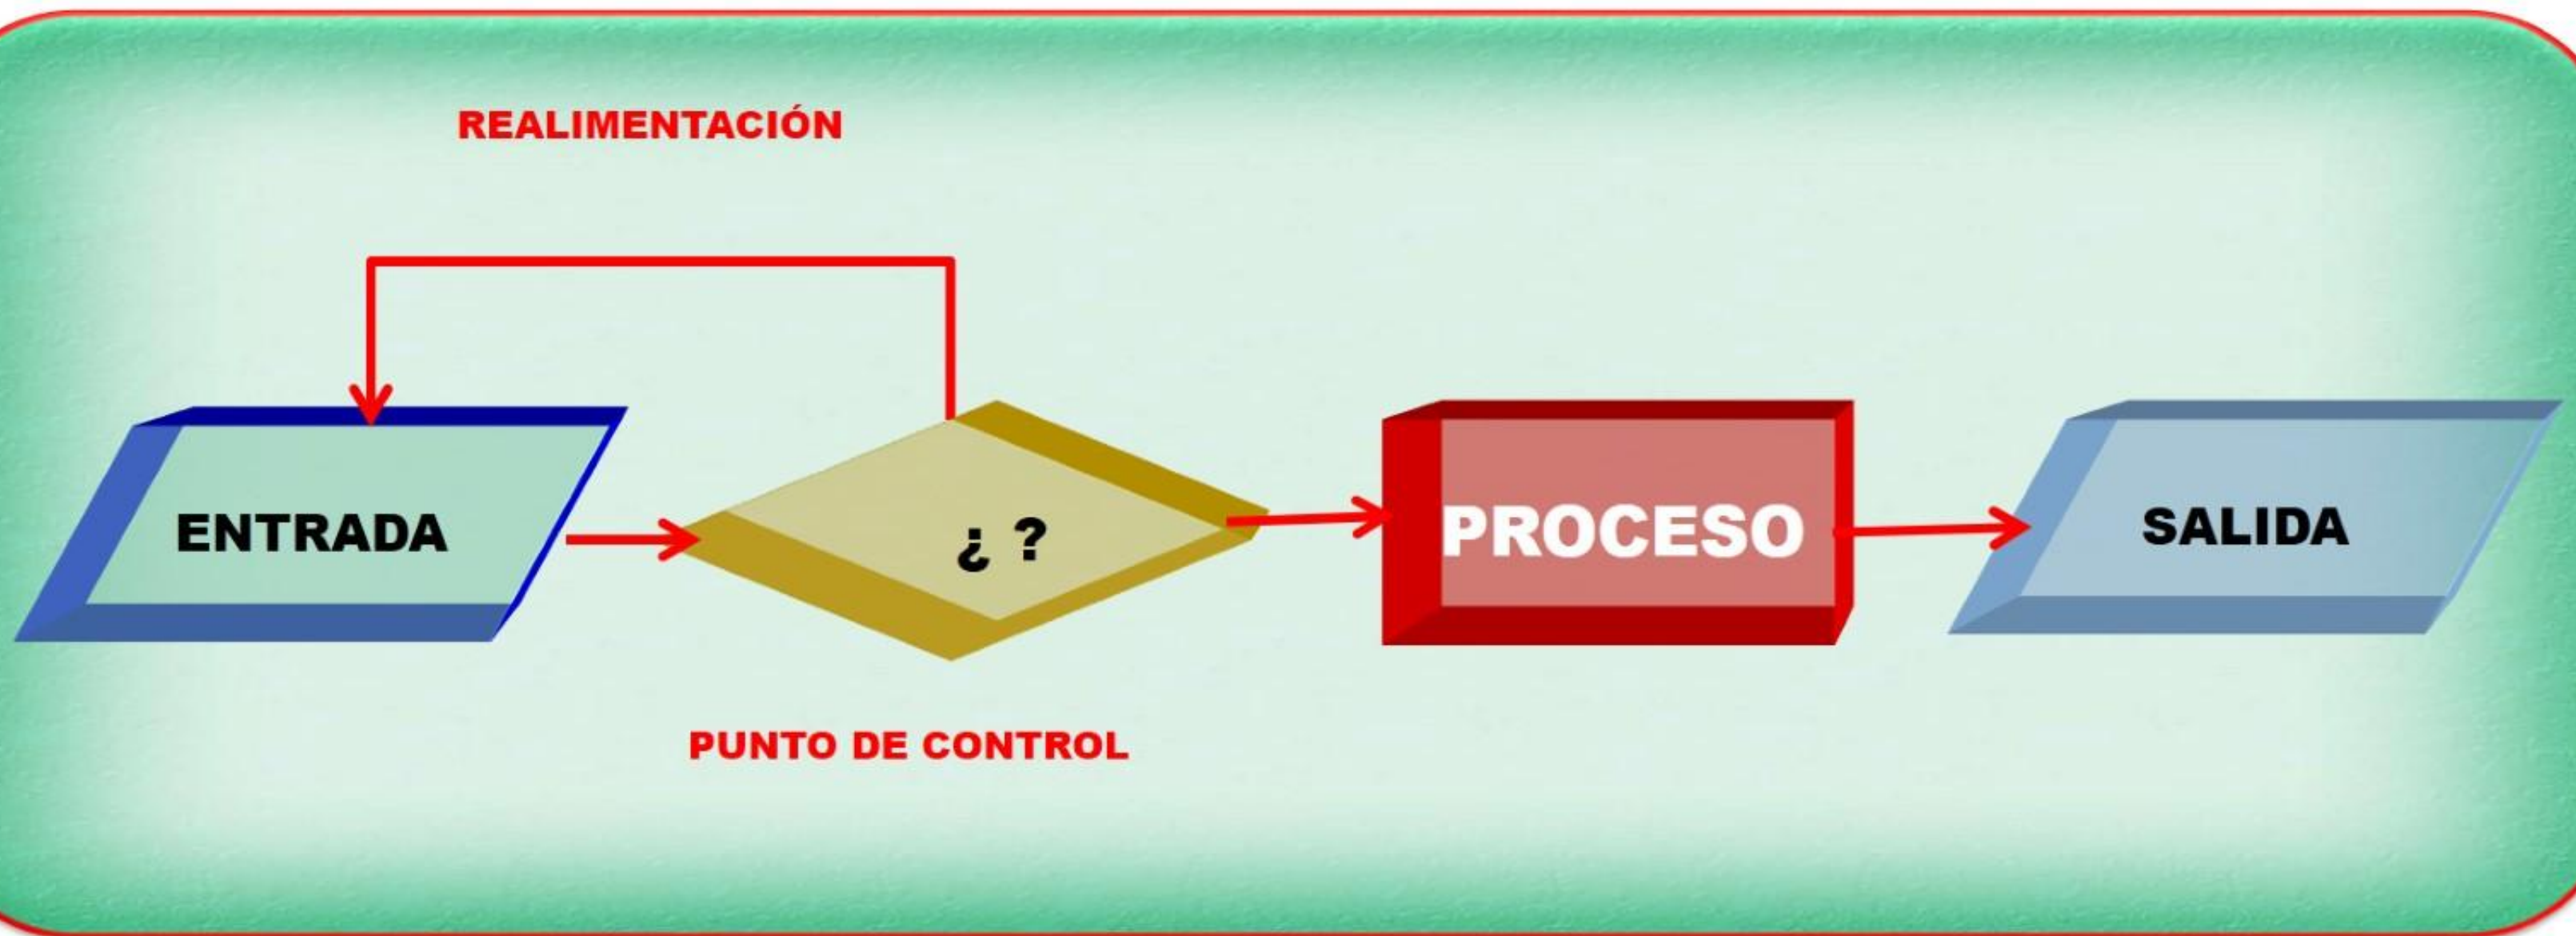 REALIMENTACIÓN
ENTRADA
¿ ?
PROCESO
SALIDA
PUNTO DE CONTROL